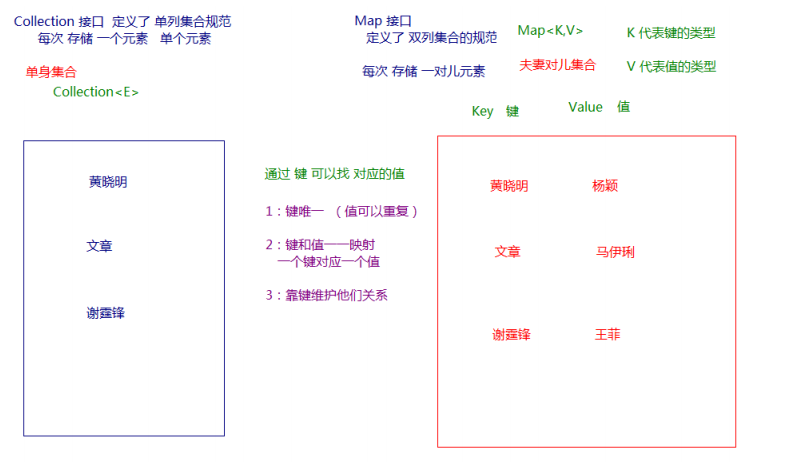 Collection 接口 定义了 单列集合规范
每次 存储 一个元素 单个元素
单身集合
Collection<E>
黄晓明
文章
谢霆锋
Map 接口
定义了 双列集合的规范
每次 存储 一对儿元素
Map<K,V>
夫妻对儿集合
K 代表键的类型
V 代表值的类型
Key 键
Value 值
通过 键 可以找 对应的值
1：键唯一 （值可以重复）
2：键和值一一映射
一个键对应一个值
3：靠键维护他们关系
黄晓明 杨颖
文章 马伊琍
谢霆锋 王菲